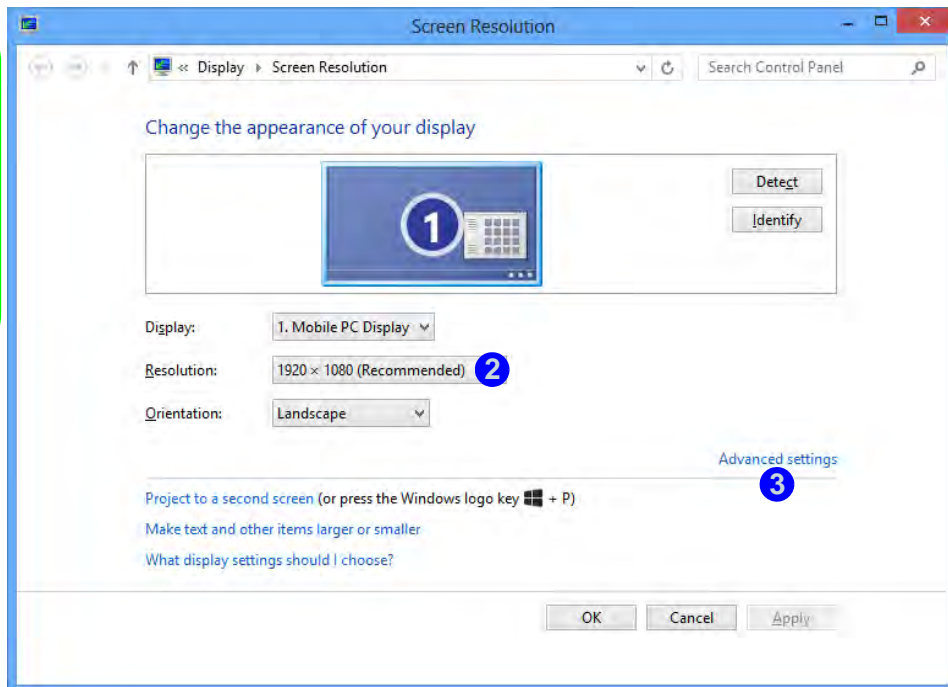 Screen Resolution
« Display Screen Resolution
Search Control Panel
Change the appearance of your display
1
Detect
Identify
Display: 1. Mobile PC Display
Resolution: 1920 × 1080 (Recommended) 2
Orientation: Landscape
Advanced settings
3
Project to a second screen (or press the Windows logo key + P)
Make text and other items larger or smaller
What display settings should I choose?
OK Cancel Apply